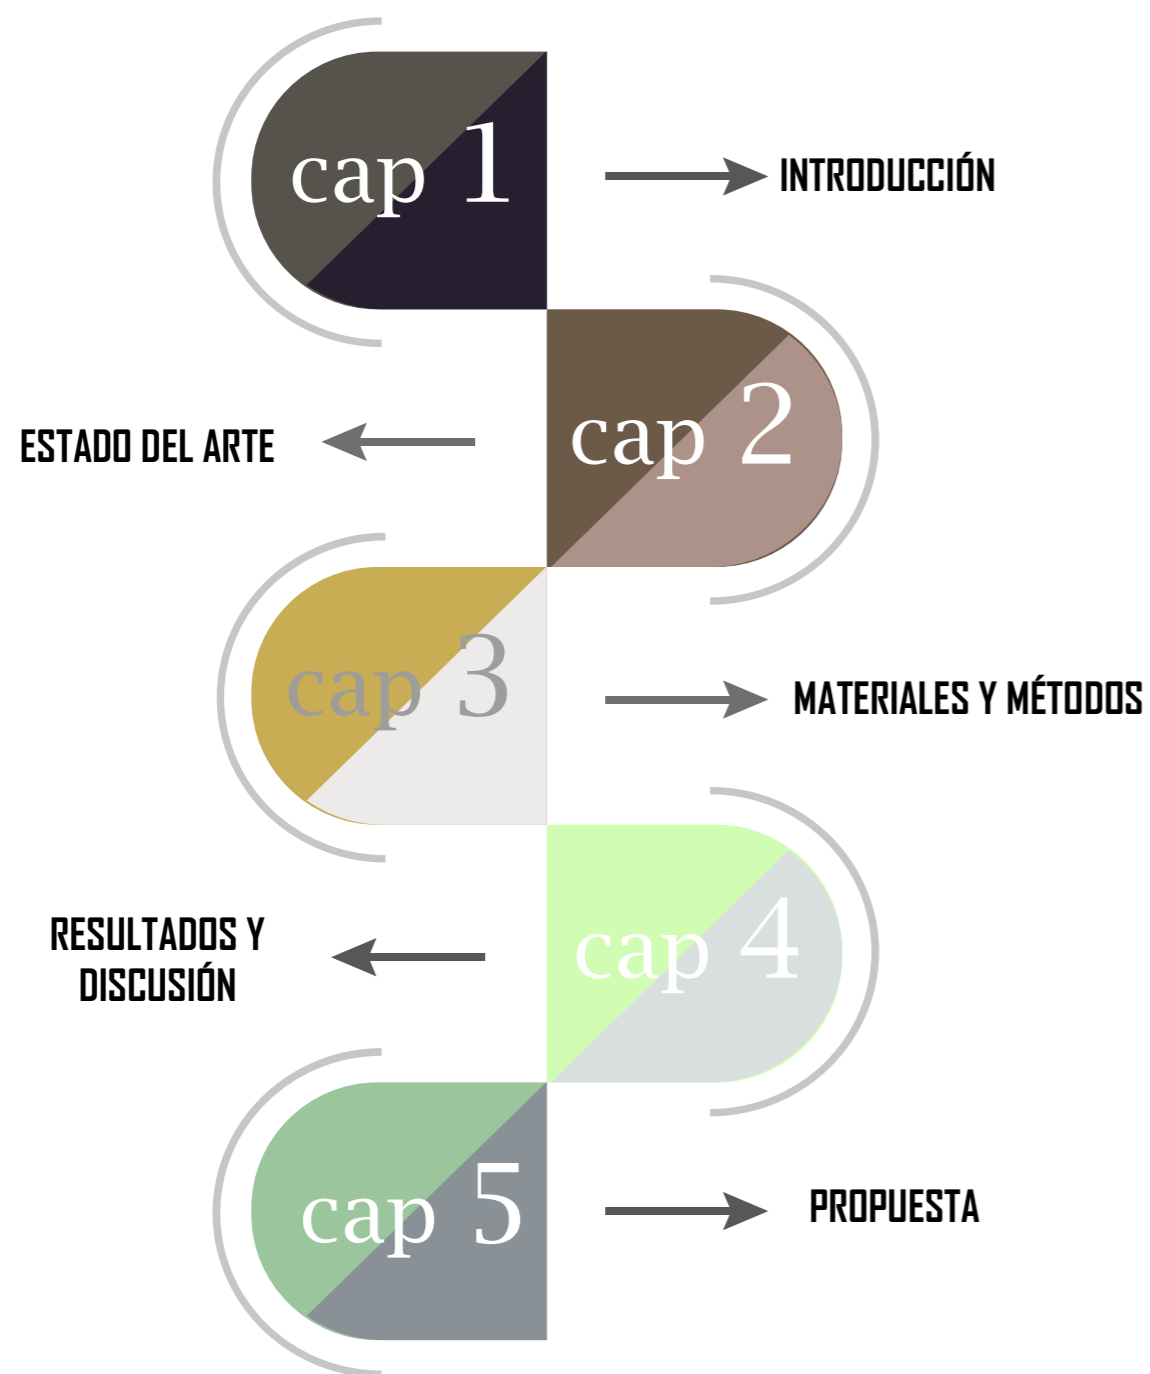 cap 1
INTRODUCCIÓN
cap 2
ESTADO DEL ARTE
cap 3
MATERIALES Y MÉTODOS
cap 4
RESULTADOS Y
DISCUSIÓN
cap 5
PROPUESTA